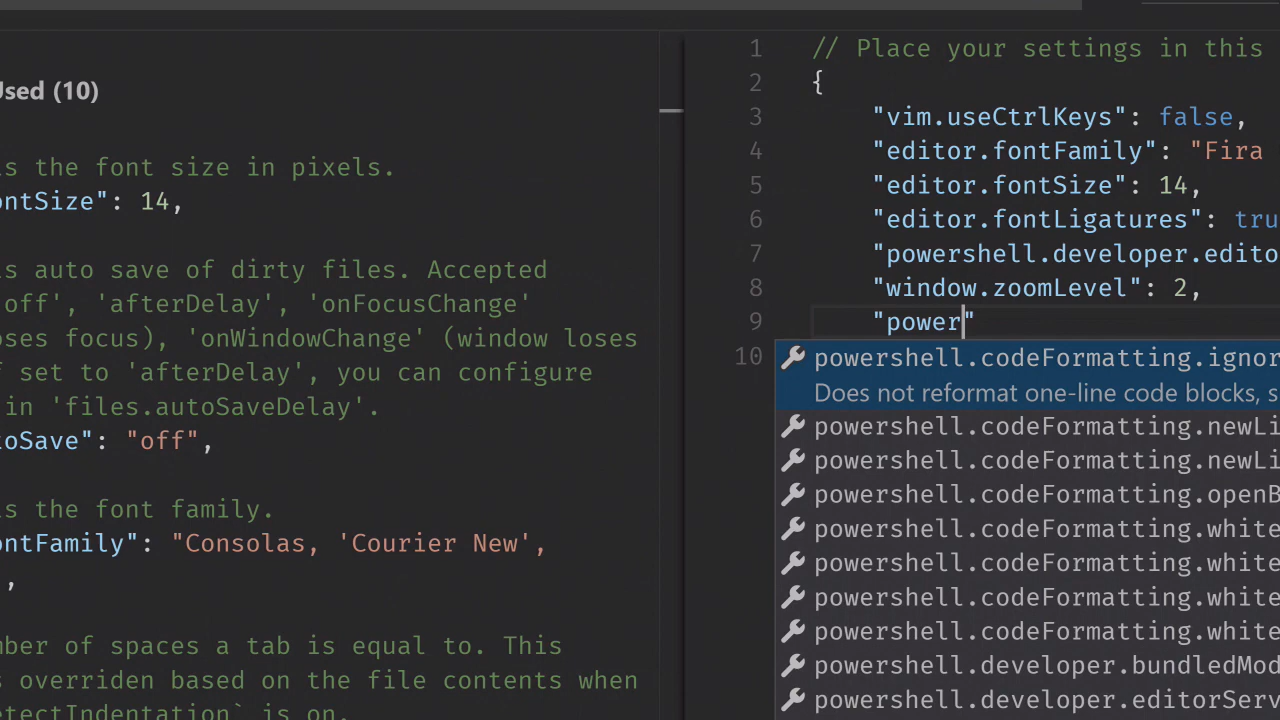 Used (10)
s the font size in pixels.
ontSize": 14,
s auto save of dirty files. Accepted
off', 'afterDelay', 'onFocusChange'
oses focus), 'onWindowChange' (window loses
f set to 'afterDelay', you can configure
in 'files.autoSaveDelay'.
toSave": "off",
s the font family.
ontFamily": "Consolas, 'Courier New',
,
mber of spaces a tab is equal to. This
s overriden based on the file contents when
etectIndentation` is on.
1 // Place your settings in this
2 {
3 "vim.useCtrlKeys": false,
4 "editor.fontFamily": "Fira
5 "editor.fontSize": 14,
6 "editor.fontLigatures": tru
7 "powershell.developer.edito
8 "window.zoomLevel": 2,
9 "power"
10
powershell.codeFormatting.ignor
Does not reformat one-line code blocks, s
powershell.codeFormatting.newLi
powershell.codeFormatting.newLi
powershell.codeFormatting.openB
powershell.codeFormatting.white
powershell.codeFormatting.white
powershell.codeFormatting.white
powershell.codeFormatting.white
powershell.developer.bundledMod
powershell.developer.editorServ